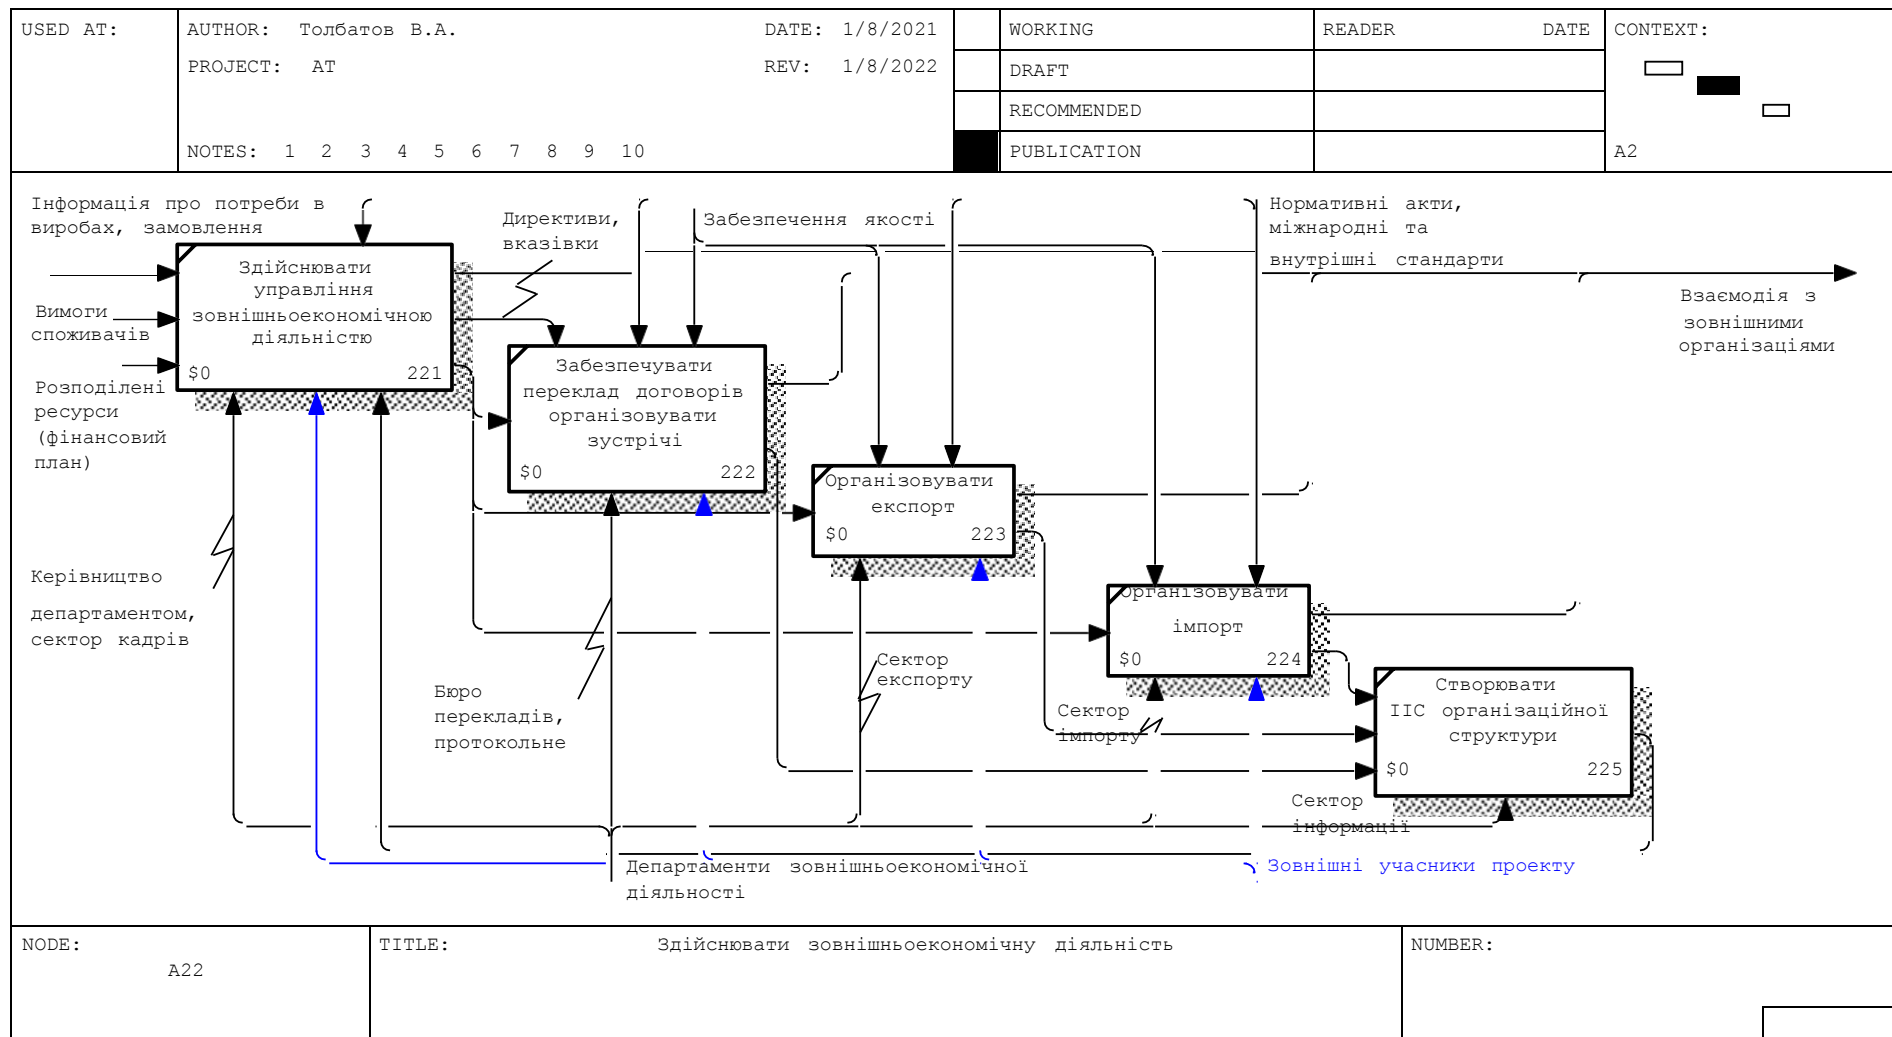 USED AT:
AUTHOR: Толбатов В.А.
DATE: 1/8/2021
PROJECT: АТ
REV: 1/8/2022
NOTES: 1 2 3 4 5 6 7 8 9 10
WORKING
DRAFT
RECOMMENDED
PUBLICATION
READER DATE
CONTEXT:
A2
Інформація про потреби в
виробах, замовлення
Вимоги
споживачів
Розподілені
ресурси
(фінансовий
план)
Здійснювати
управління
зовнішньоекономічною
діяльністю
$0 221
Директиви,
вказівки
Забезпечення якості
Нормативні акти,
міжнародні та
внутрішні стандарти
Взаємодія з
зовнішними
організаціями
Забезпечувати
переклад договорів
організовувати
зустрічі
$0 222
Організовувати
експорт
$0 223
Організовувати
імпорт
$0 224
Створювати
ІІС організаційної
структури
$0 225
Керівництво
департаментом,
сектор кадрів
Бюро
перекладів,
протокольне
Сектор
експорту
Сектор
імпорту
Сектор
інформації
Департаменти зовнішньоекономічної
діяльності
Зовнішні учасники проекту
NODE:
A22
TITLE:
Здійснювати зовнішньоекономічну діяльність
NUMBER: